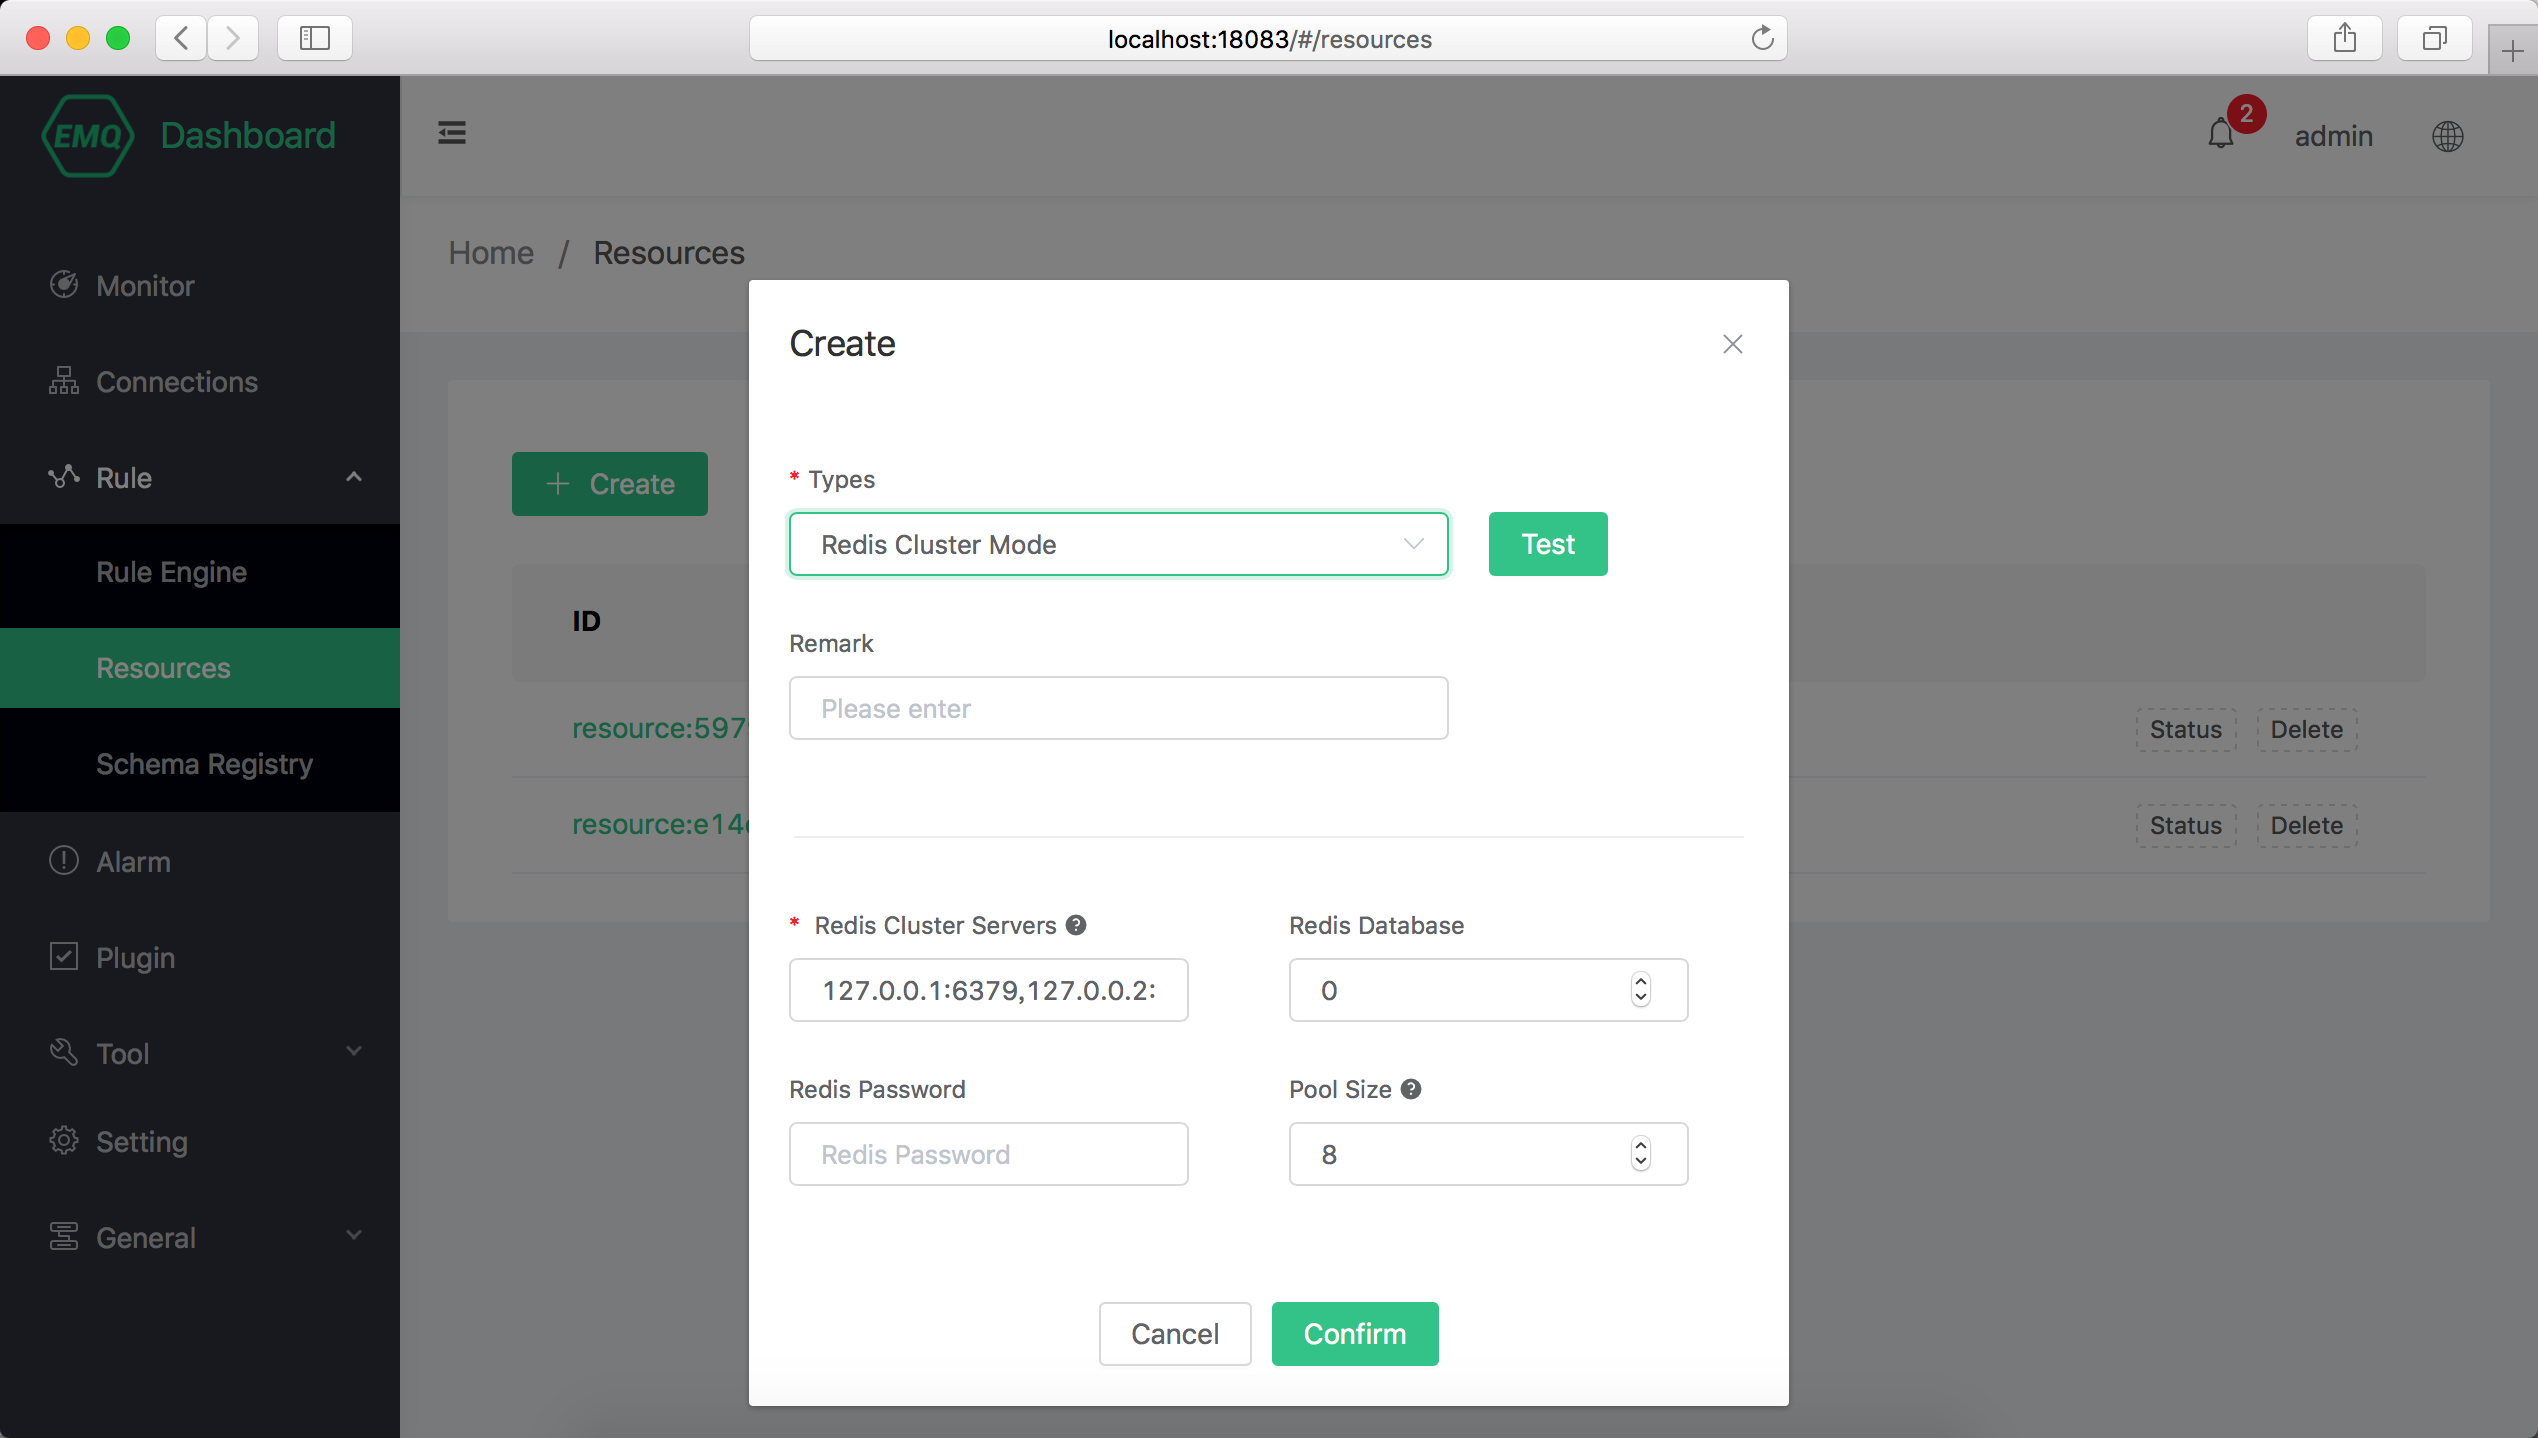 localhost:18083/#/resources
EMQ Dashboard
2
admin
Home / Resources
Monitor
Connections
Rule
Rule Engine
Resources
Schema Registry
Alarm
Plugin
Tool
Setting
General
Create
ID
resource:597
Status Delete
resource:e14
Status Delete
Create
* Types
Redis Cluster Mode
Test
Remark
Please enter
* Redis Cluster Servers ?
Redis Database
127.0.0.1:6379,127.0.0.2:
0
Redis Password
Pool Size ?
Redis Password
8
Cancel
Confirm